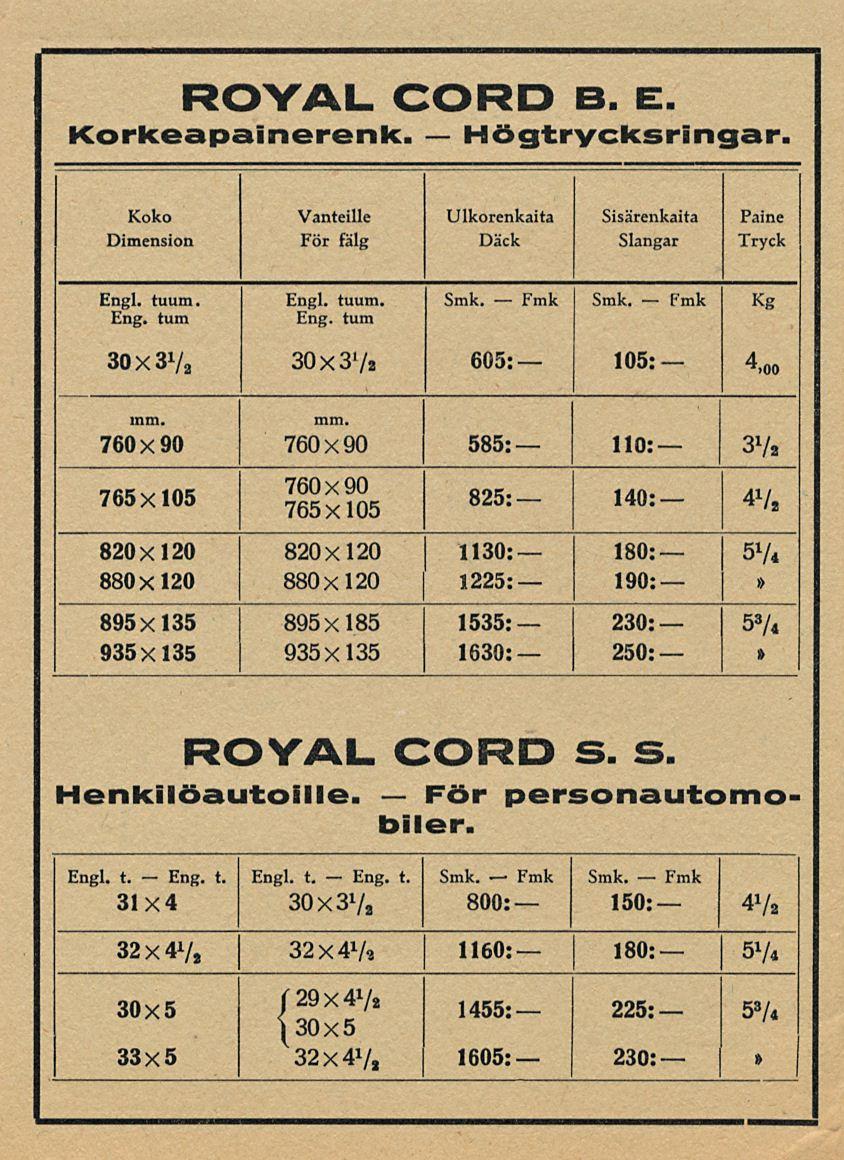 ROYAL CORD B. E.
Korkeapainerenk. — Högtrycksringar.
Koko Vanteille Ulkorenkaita Sisärenkaita Paine
Dimension För fälg Däck Slangar Tryck
Engl. tuum. Engl. tuum. Smk. — Fmk Smk. — Fmk Kg
Eng. tum Eng. tum
30×3¹/₂ 30×3¹/₂ 605:— 105:— 4,₀₀
mm. mm.
760×90 760×90 585:— 110:— 3¹/₂
765×105 760×90 825:— 140:— 4¹/₂
765×105
820×120 820×120 1130:— 180:— 5¹/₄
880×120 880×120 1225:— 190:— »
895×135 895×185 1535:— 230:— 5³/₄
935×135 935×135 1630:— 250:— »
ROYAL CORD S. S.
Henkilöautoille. — För personautomo-
biler.
Engl. t. — Eng. t. Engl. t. — Eng. t. Smk. — Fmk Smk. — Fmk
31×4 30×3¹/₂ 800:— 150:— 4¹/₂
32×4¹/₂ 32×4¹/₂ 1160:— 180:— 5¹/₄
30×5 29×4¹/₂ 1455:— 225:— 5³/₄
30×5
33×5 32×4¹/₂ 1605:— 230:— »